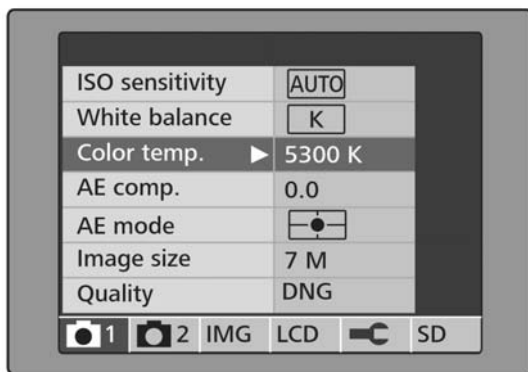 ISO sensitivity AUTO
White balance K
Color temp. 5300 K
AE comp. 0.0
AE mode
Image size 7 M
Quality DNG
1 2 IMG LCD SD